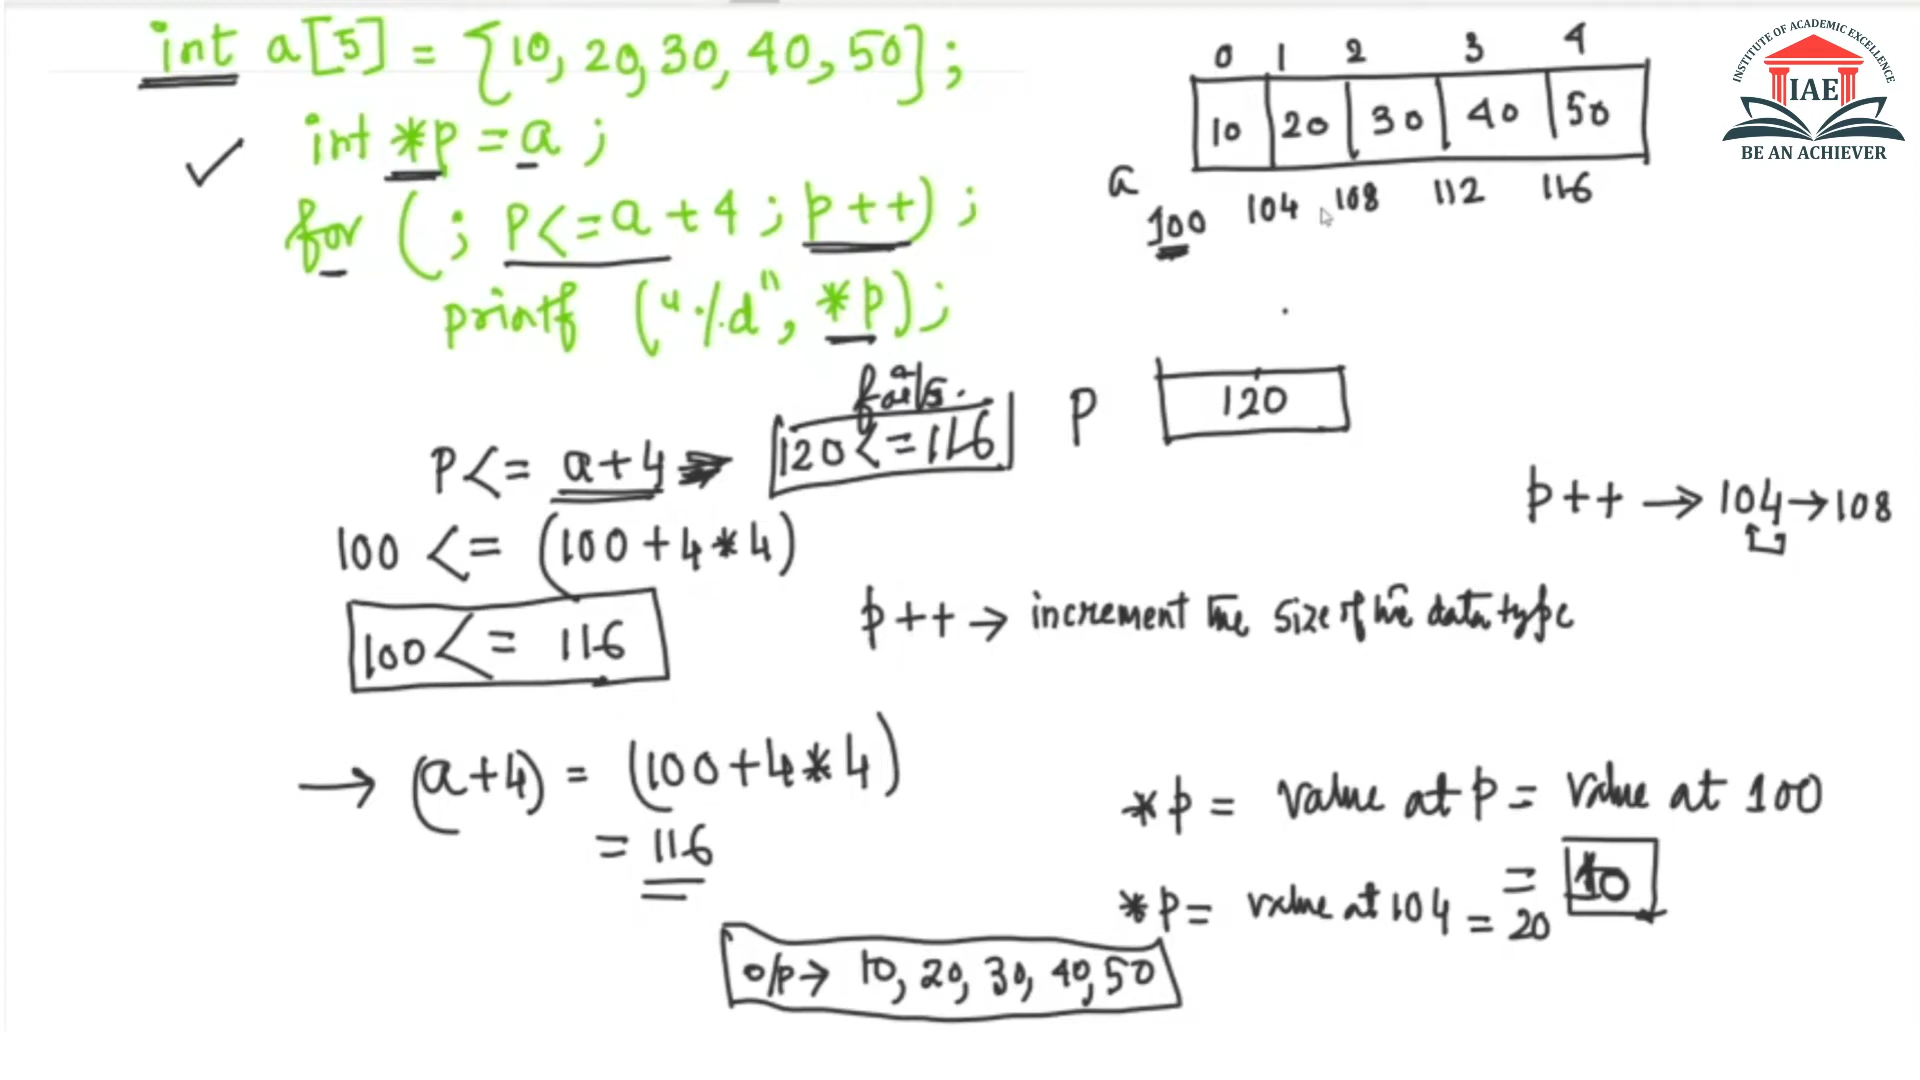 int a[5] = {10, 20, 30, 40, 50};
int *p = a ;
for ( ; p<=a+4 ; p++) ;
printf ("%d", *p);
0 1 2 3 4
10 20 30 40 50
a
100 104 108 112 116
INSTITUTE OF ACADEMIC EXCELLENCE
IAE
BE AN ACHIEVER
fails.
P<= a+4 → 120<=116
P 120
100 <= (100+4*4)
100 <= 116
p++ → 104→108
p++ → increment the size of the data type
→ (a+4) = (100+4*4)
= 116
*p = value at p = value at 100
= 10
*p = value at 104 = 20
o/p→ 10, 20, 30, 40, 50